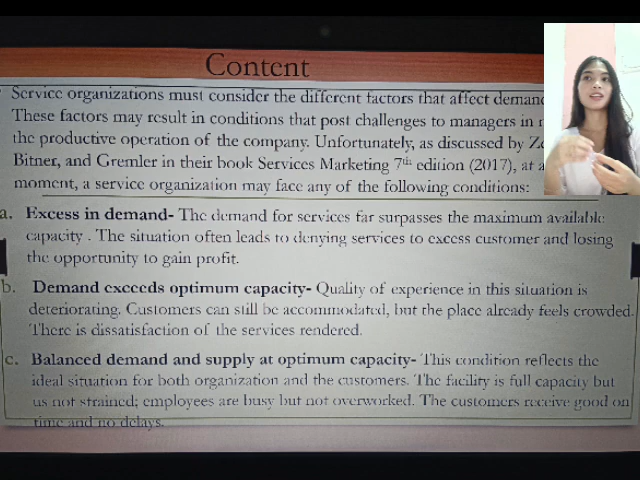 Content
Service organizations must consider the different factors that affect demand
These factors may result in conditions that post challenges to managers in
the productive operation of the company. Unfortunately, as discussed by
Bitner, and Gremler in their book Services Marketing 7th edition (2017), at
moment, a service organization may face any of the following conditions:
a. Excess in demand- The demand for services far surpasses the maximum available
capacity . The situation often leads to denying services to excess customer and losing
the opportunity to gain profit.
b. Demand exceeds optimum capacity- Quality of experience in this situation is
deteriorating. Customers can still be accommodated, but the place already feels crowded.
There is dissatisfaction of the services rendered.
c. Balanced demand and supply at optimum capacity- This condition reflects the
ideal situation for both organization and the customers. The facility is full capacity but
us not strained; employees are busy but not overworked. The customers receive good on
time and no delays.